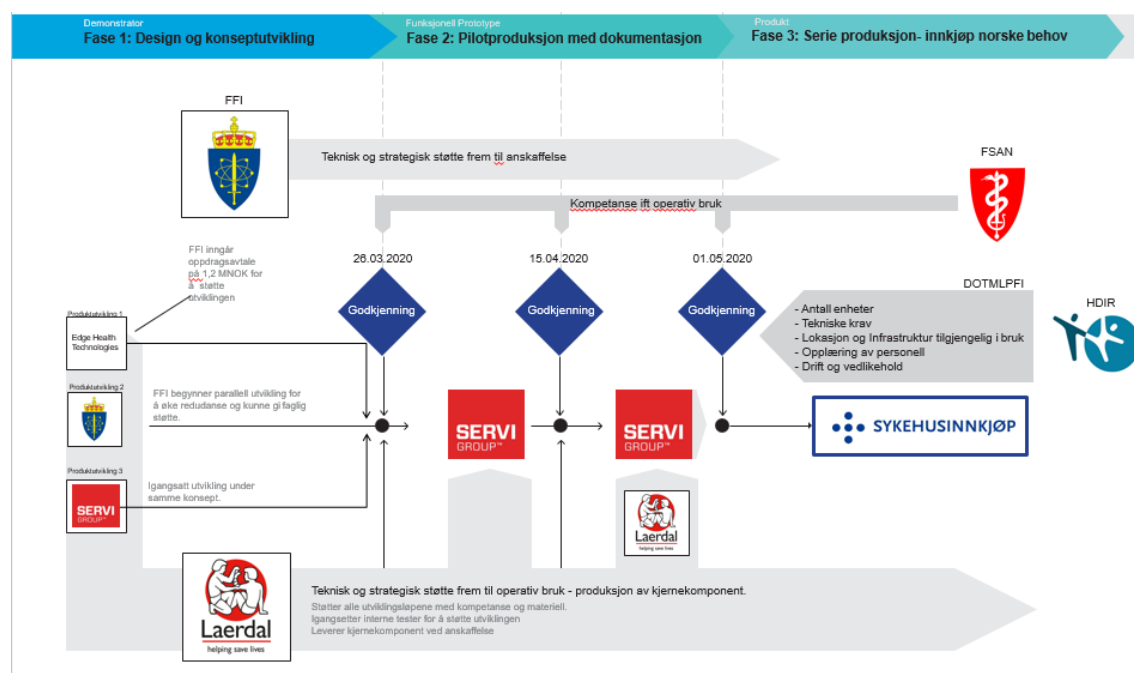 Demonstrator
Fase 1: Design og konseptutvikling
Funksjonell Prototype
Fase 2: Pilotproduksjon med dokumentasjon
Produkt
Fase 3: Serie produksjon- innkjøp norske behov
FFI
Teknisk og strategisk støtte frem til anskaffelse
FSAN
Kompetanse ift operativ bruk
FFI inngår
oppdragsavtale
på 1,2 MNOK for
å støtte
utviklingen
26.03.2020
15.04.2020
01.05.2020
Godkjenning
Godkjenning
Godkjenning
DOTMLPFI
- Antall enheter
- Tekniske krav
- Lokasjon og Infrastruktur tilgjengelig i bruk
- Opplæring av personell
- Drift og vedlikehold
HDIR
Produktutvikling 1
Edge Health
Technologies
Produktutvikling 2
FFI begynner parallell utvikling for
å øke redudanse og kunne gi faglig
støtte.
SERVI
GROUP™
SERVI
GROUP™
SYKEHUSINNKJØP
Produktutvikling 3
SERVI
GROUP™
Igangsatt utvikling under
samme konsept.
Laerdal
helping save lives
Laerdal
helping save lives
Teknisk og strategisk støtte frem til operativ bruk - produksjon av kjernekomponent.
Støtter alle utviklingsløpene med kompetanse og materiell.
Igangsetter interne tester for å støtte utviklingen
Leverer kjernekomponent ved anskaffelse